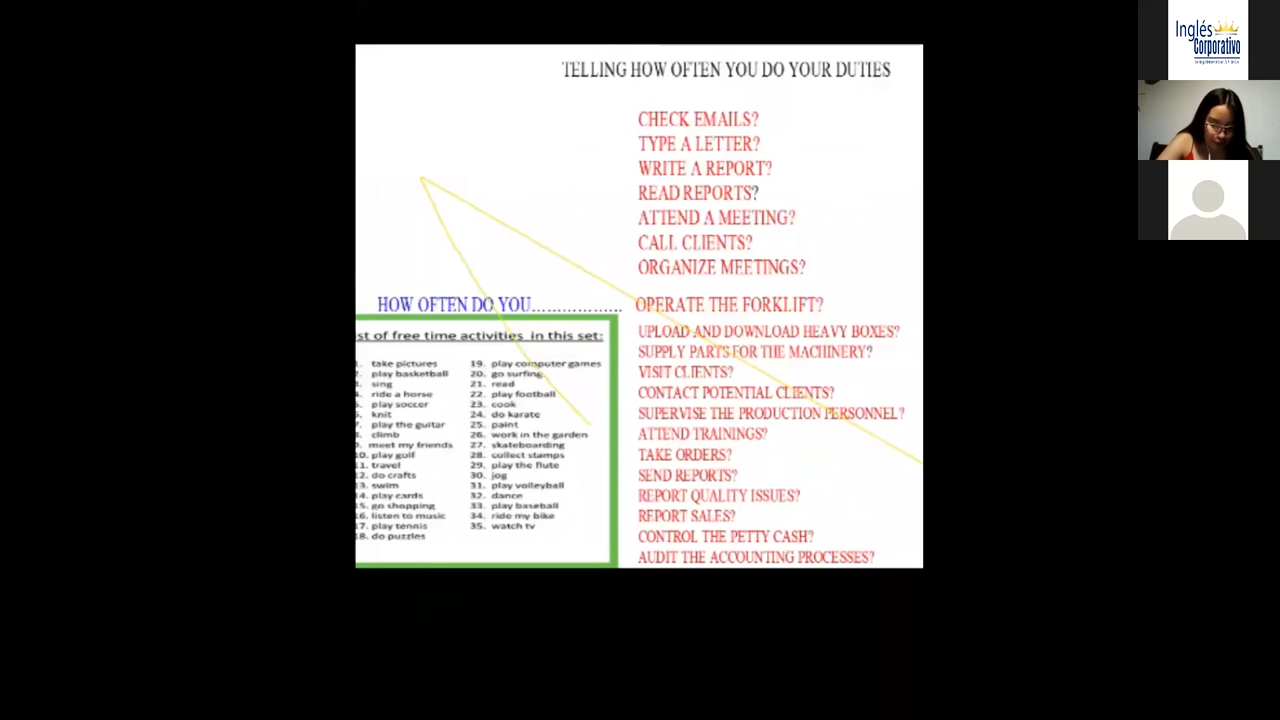 TELLING HOW OFTEN YOU DO YOUR DUTIES
CHECK EMAILS?
TYPE A LETTER?
WRITE A REPORT?
READ REPORTS?
ATTEND A MEETING?
CALL CLIENTS?
ORGANIZE MEETINGS?
HOW OFTEN DO YOU……………….. OPERATE THE FORKLIFT?
UPLOAD AND DOWNLOAD HEAVY BOXES?
SUPPLY PARTS FOR THE MACHINERY?
VISIT CLIENTS?
CONTACT POTENTIAL CLIENTS?
SUPERVISE THE PRODUCTION PERSONNEL?
ATTEND TRAININGS?
TAKE ORDERS?
SEND REPORTS?
REPORT QUALITY ISSUES?
REPORT SALES?
CONTROL THE PETTY CASH?
AUDIT THE ACCOUNTING PROCESSES?
st of free time activities in this set:
take pictures
play basketball
sing
ride a horse
play soccer
knit
play the guitar
climb
meet my friends
10. play golf
11. travel
12. do crafts
13. swim
14. play cards
15. go shopping
16. listen to music
17. play tennis
18. do puzzles
19. play computer games
20. go surfing
21. read
22. play football
23. cook
24. do karate
25. paint
26. work in the garden
27. skateboarding
28. collect stamps
29. play the flute
30. jog
31. play volleyball
32. dance
33. play baseball
34. ride my bike
35. watch tv
Inglés
Corporativo